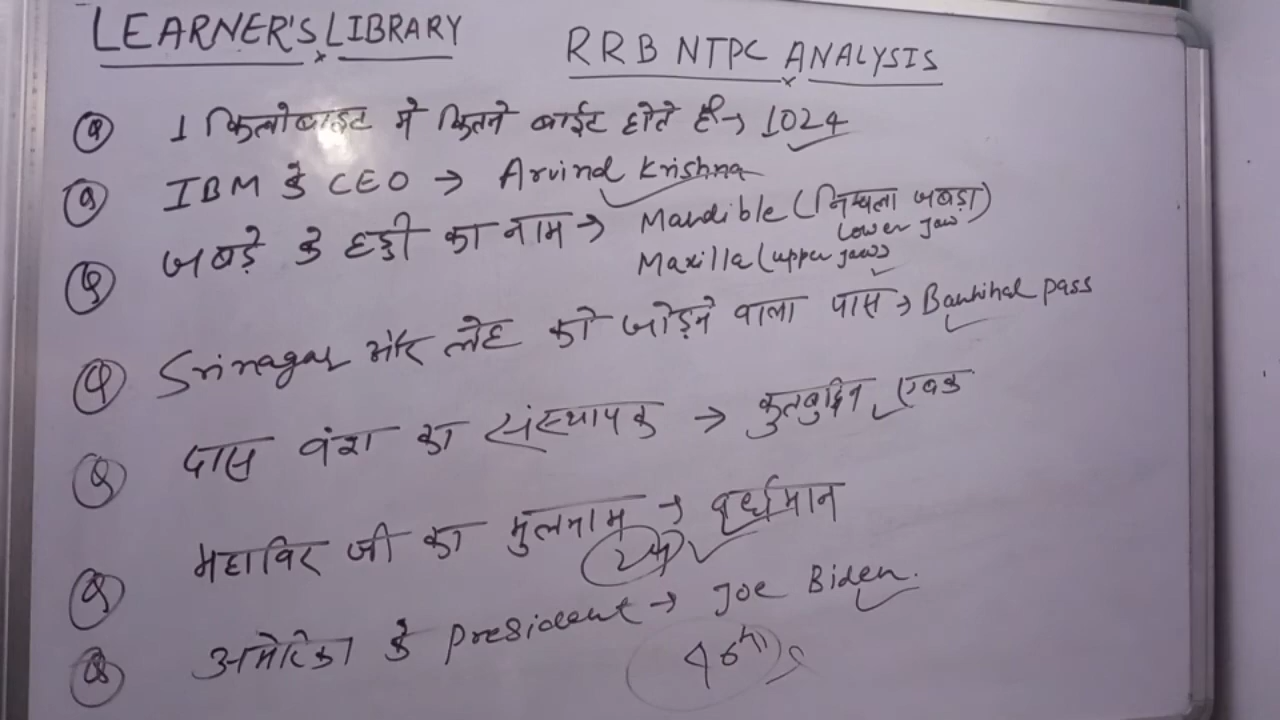 LEARNER'S LIBRARY
RRB NTPC ANALYSIS
Q 1 किलोबाइट मे कितने बाईट होते है → 1024
Q IBM के CEO → Arvind Krishna
Q जबड़े के हड्डी का नाम → Mandible (निचला जबड़ा)
Lower jaw
Maxilla (upper jaw)
Q Srinagar और लेह को जोड़ने वाला पास → Banihal pass
Q दास वंश का संस्थापक → कुतबुद्दिन एबक
Q महाविर जी का मुलनाम → वर्धमान
24
Q अमेरिका के president → Joe Biden.
46th